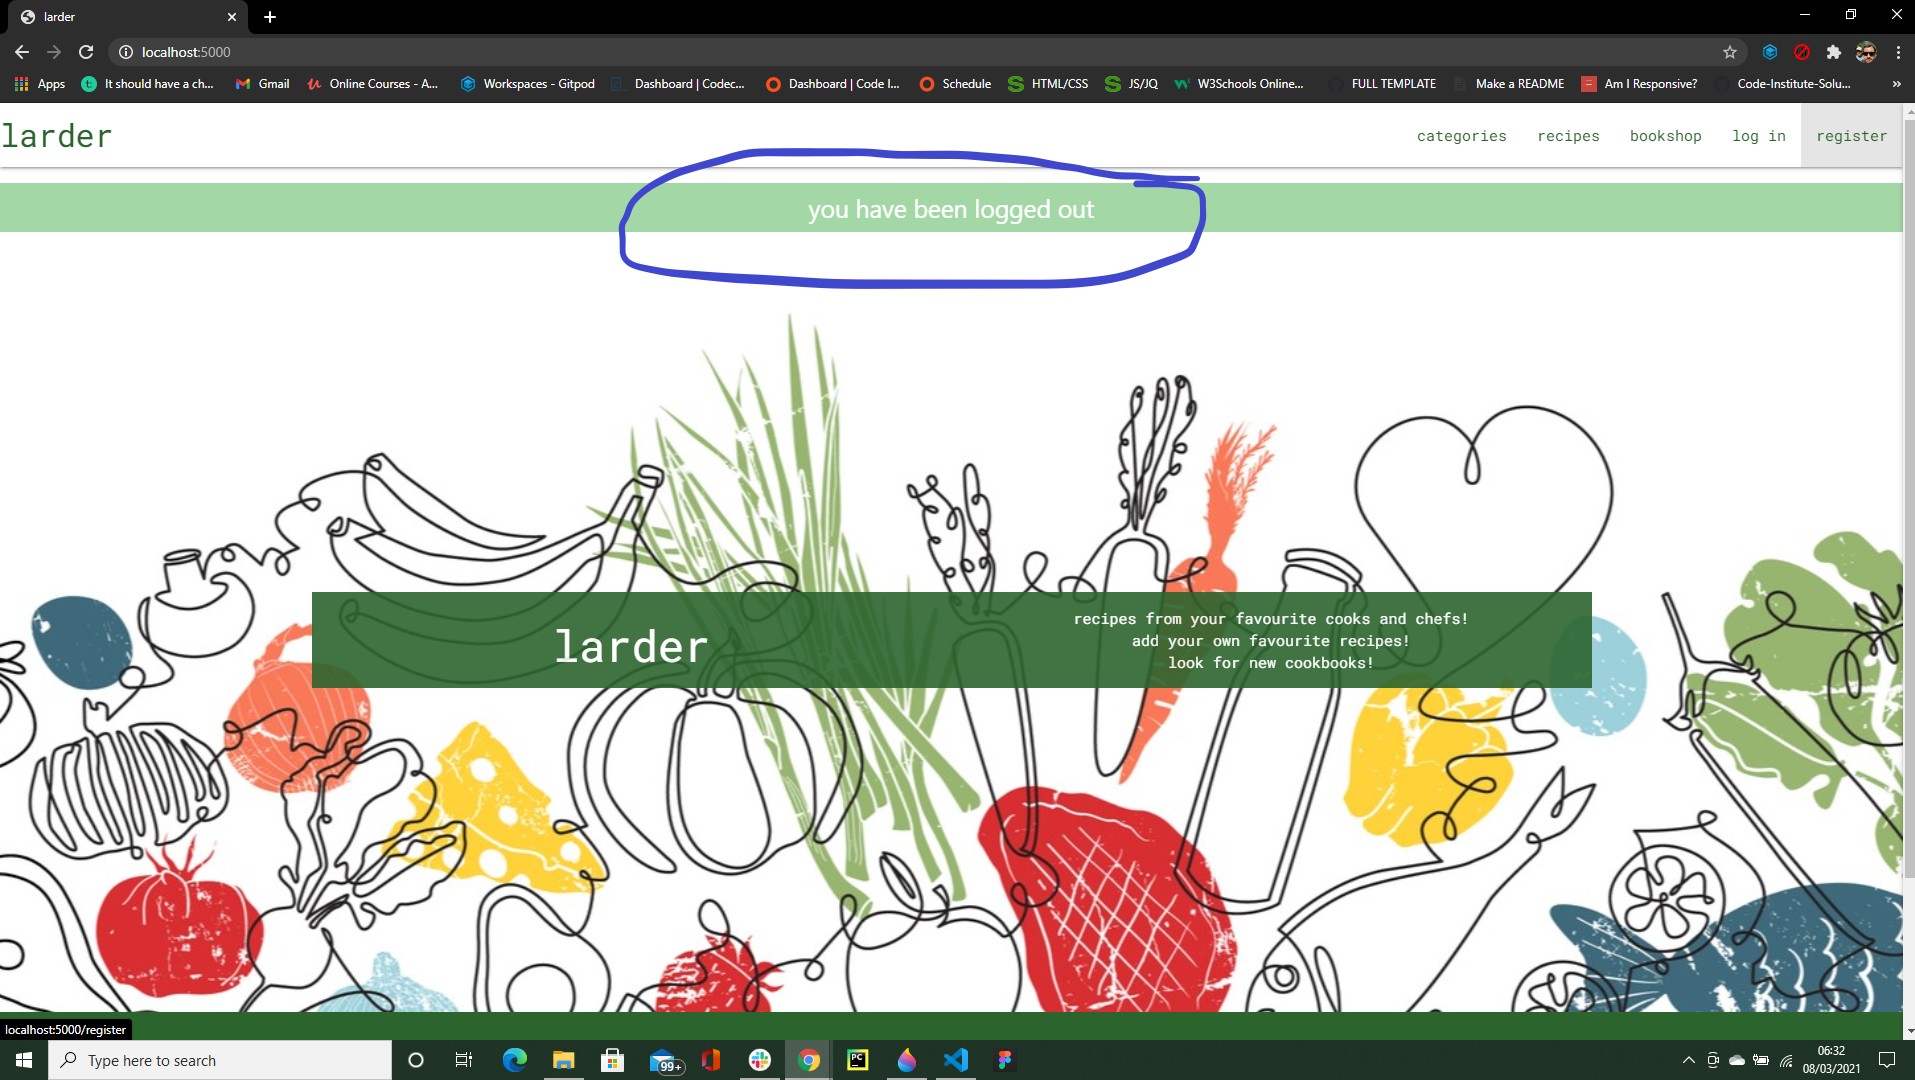 larder
localhost:5000
Apps
It should have a ch...
Gmail
Online Courses - A...
Workspaces - Gitpod
Dashboard | Codec...
Dashboard | Code I...
Schedule
HTML/CSS
JS/JQ
W3Schools Online...
FULL TEMPLATE
Make a README
Am I Responsive?
Code-Institute-Solu...
»
larder
categories
recipes
bookshop
log in
register
you have been logged out
larder
recipes from your favourite cooks and chefs!
add your own favourite recipes!
look for new cookbooks!
localhost:5000/register
Type here to search
99+
PC
06:32
08/03/2021